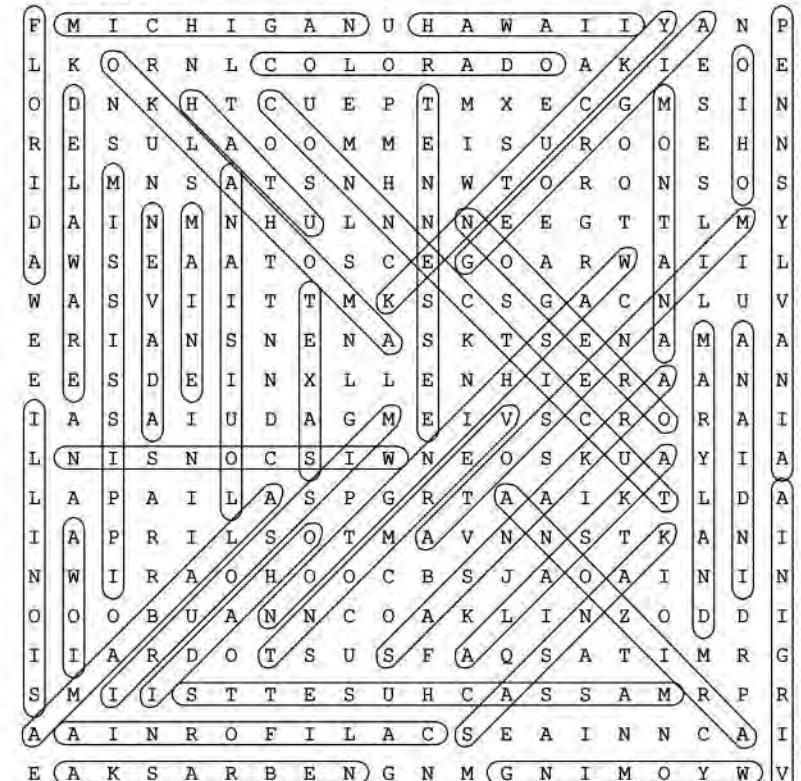 F M I C H I G A N U H A W A I I Y A N P
L K O R N L C O L O R A D O A K I E O E
O D N K H T C U E P T M X E C G M S I N
R E S U L A O O M M E I S U R O O E H N
I L M N S A T S N H N W T O R O N S O S
D A I N M N H U L N N N E E G T T L M Y
A W S E A A T O S C E G O A R W A I I L
W A S V I I T T M K S C S G A C N L U V
E R I A N S N E N A S K T S E N A M A A
E E S D E I N X L L E N H I E R A A N N
I A S A I U D A G M E I V S C R O R A I
L N I S N O C S I W N E O S K U A Y I A
L A P A I L A S P G R T A A I K T L D A
I A P R I L S O T M A V N N S T K A N I
N W I R A O H O O C B S J A O A I N I N
O O O B U A N N C O A K L I N Z O D D I
I I A R D O T S U S F A Q S A T I M R G
S M I I S T T E S U H C A S S A M R P R
A A I N R O F I L A C S E A I N N C A I
E A K S A R B E N G N M G N I M O Y W V